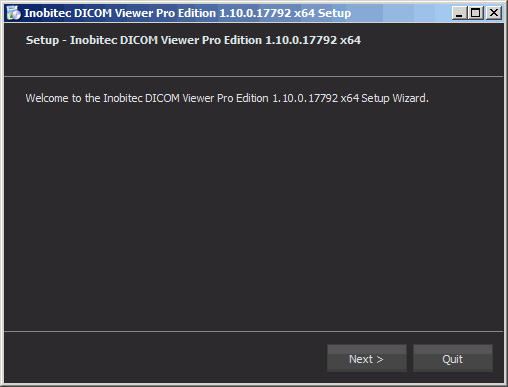 Inobitec DICOM Viewer Pro Edition 1.10.0.17792 x64 Setup
Setup - Inobitec DICOM Viewer Pro Edition 1.10.0.17792 x64
Welcome to the Inobitec DICOM Viewer Pro Edition 1.10.0.17792 x64 Setup Wizard.
Next >
Quit